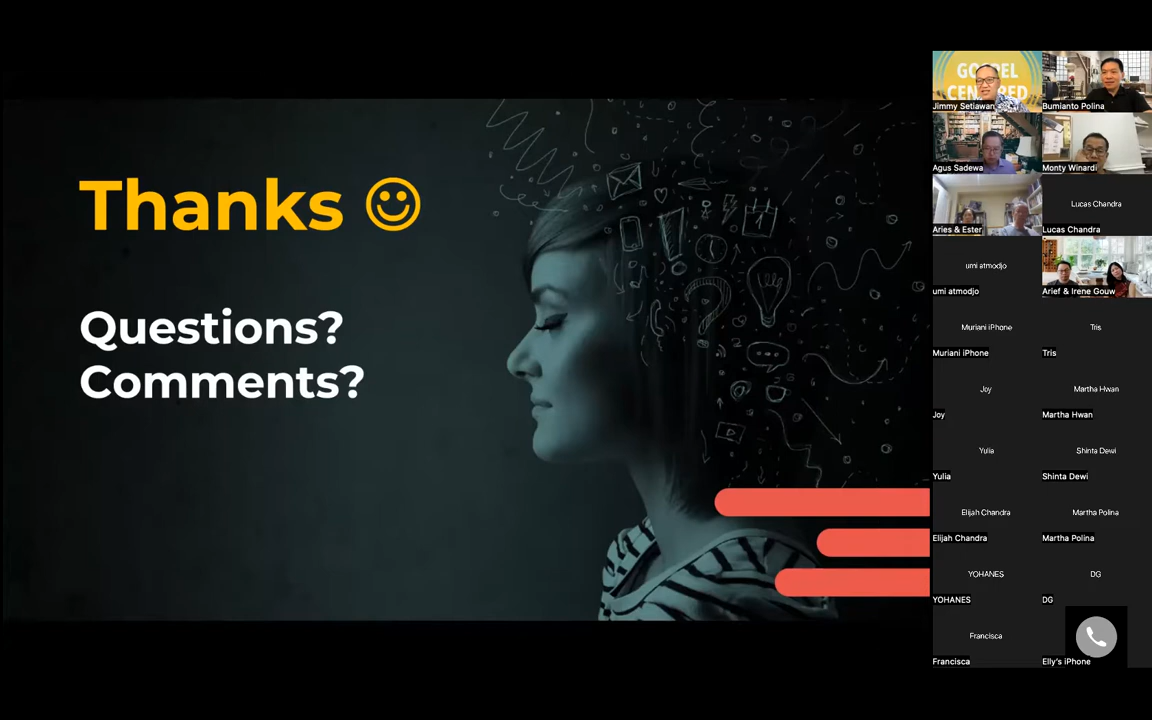 Thanks ☺
Questions?
Comments?
GOSPEL
CENTERED
Jimmy Setiawan
Bumianto Polina
Agus Sadewa
Monty Winardi
Aries & Ester
Lucas Chandra
Lucas Chandra
umi atmodjo
umi atmodjo
Arief & Irene Gouw
Muriani iPhone
Muriani iPhone
Tris
Tris
Joy
Joy
Martha Hwan
Martha Hwan
Yulia
Yulia
Shinta Dewi
Shinta Dewi
Elijah Chandra
Elijah Chandra
Martha Polina
Martha Polina
YOHANES
YOHANES
DG
DG
Francisca
Francisca
Elly's iPhone